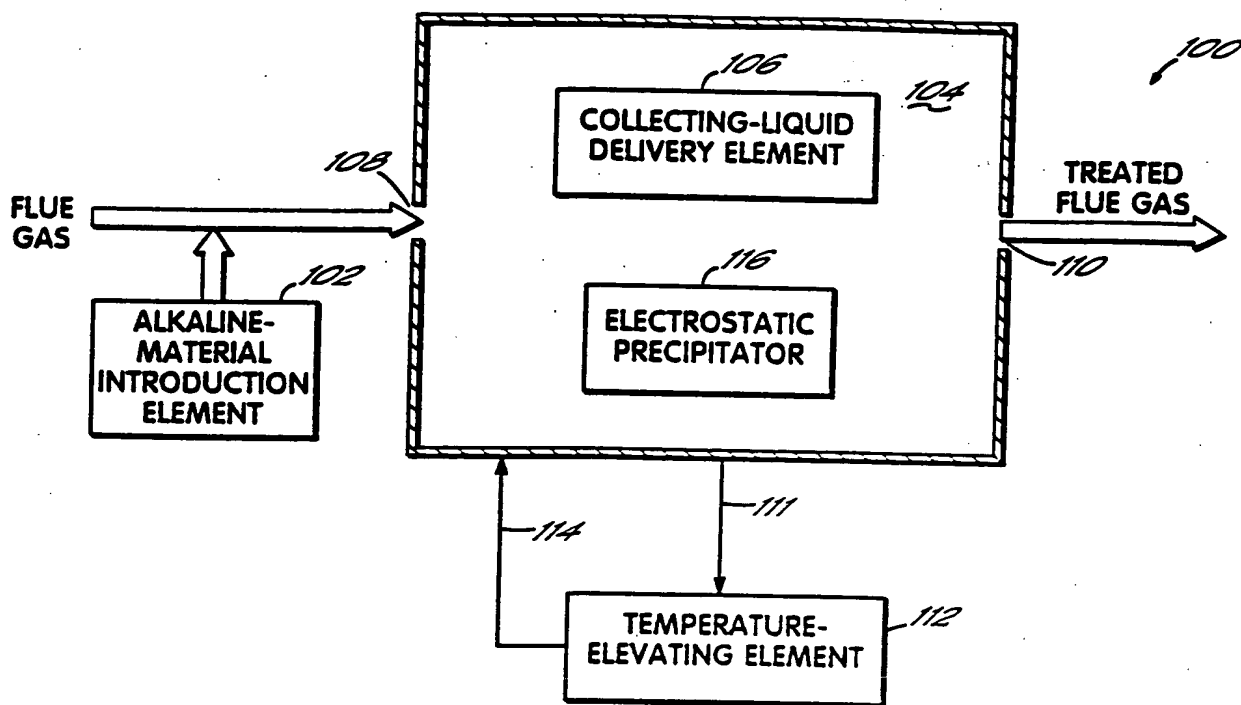 100
106
104
COLLECTING-LIQUID
DELIVERY ELEMENT
108
FLUE
GAS
TREATED
FLUE GAS
110
102
116
ALKALINE-
MATERIAL
INTRODUCTION
ELEMENT
ELECTROSTATIC
PRECIPITATOR
114
111
112
TEMPERATURE-
ELEVATING ELEMENT